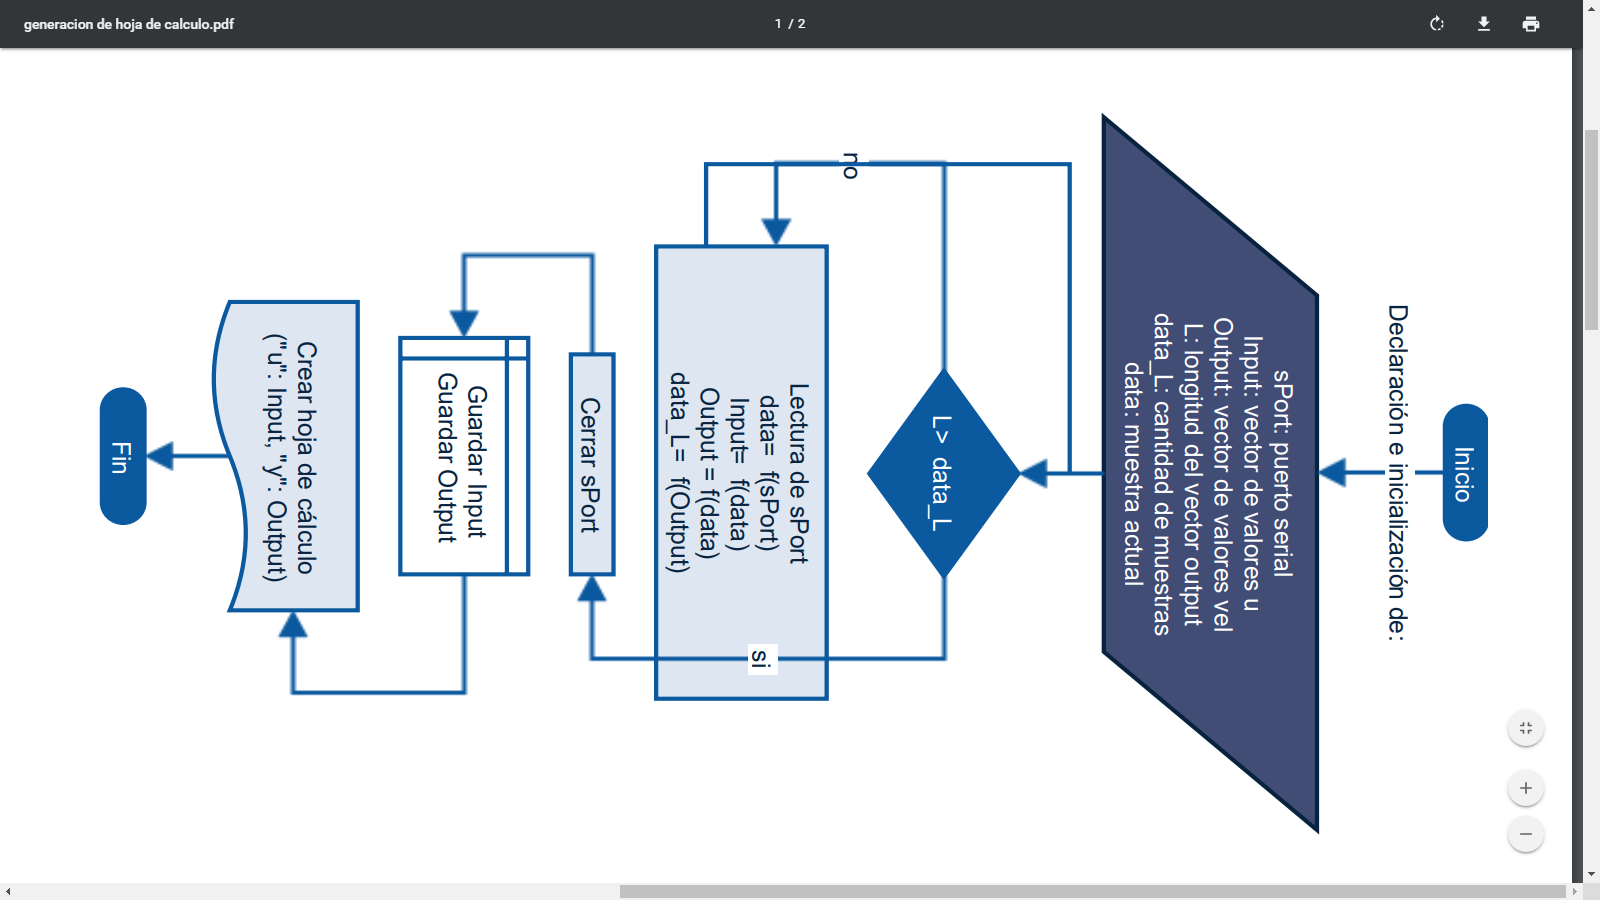 generacion de hoja de calculo.pdf
1 / 2
Inicio
Declaración e inicialización de:
sPort: puerto serial
Input: vector de valores u
Output: vector de valores vel
L: longitud del vector output
data_L: cantidad de muestras
data: muestra actual
L> data_L
no
si
Lectura de sPort
data= f(sPort)
Input= f(data)
Output = f(data)
data_L= f(Output)
Cerrar sPort
Guardar Input
Guardar Output
Crear hoja de cálculo
("u": Input, "y": Output)
Fin